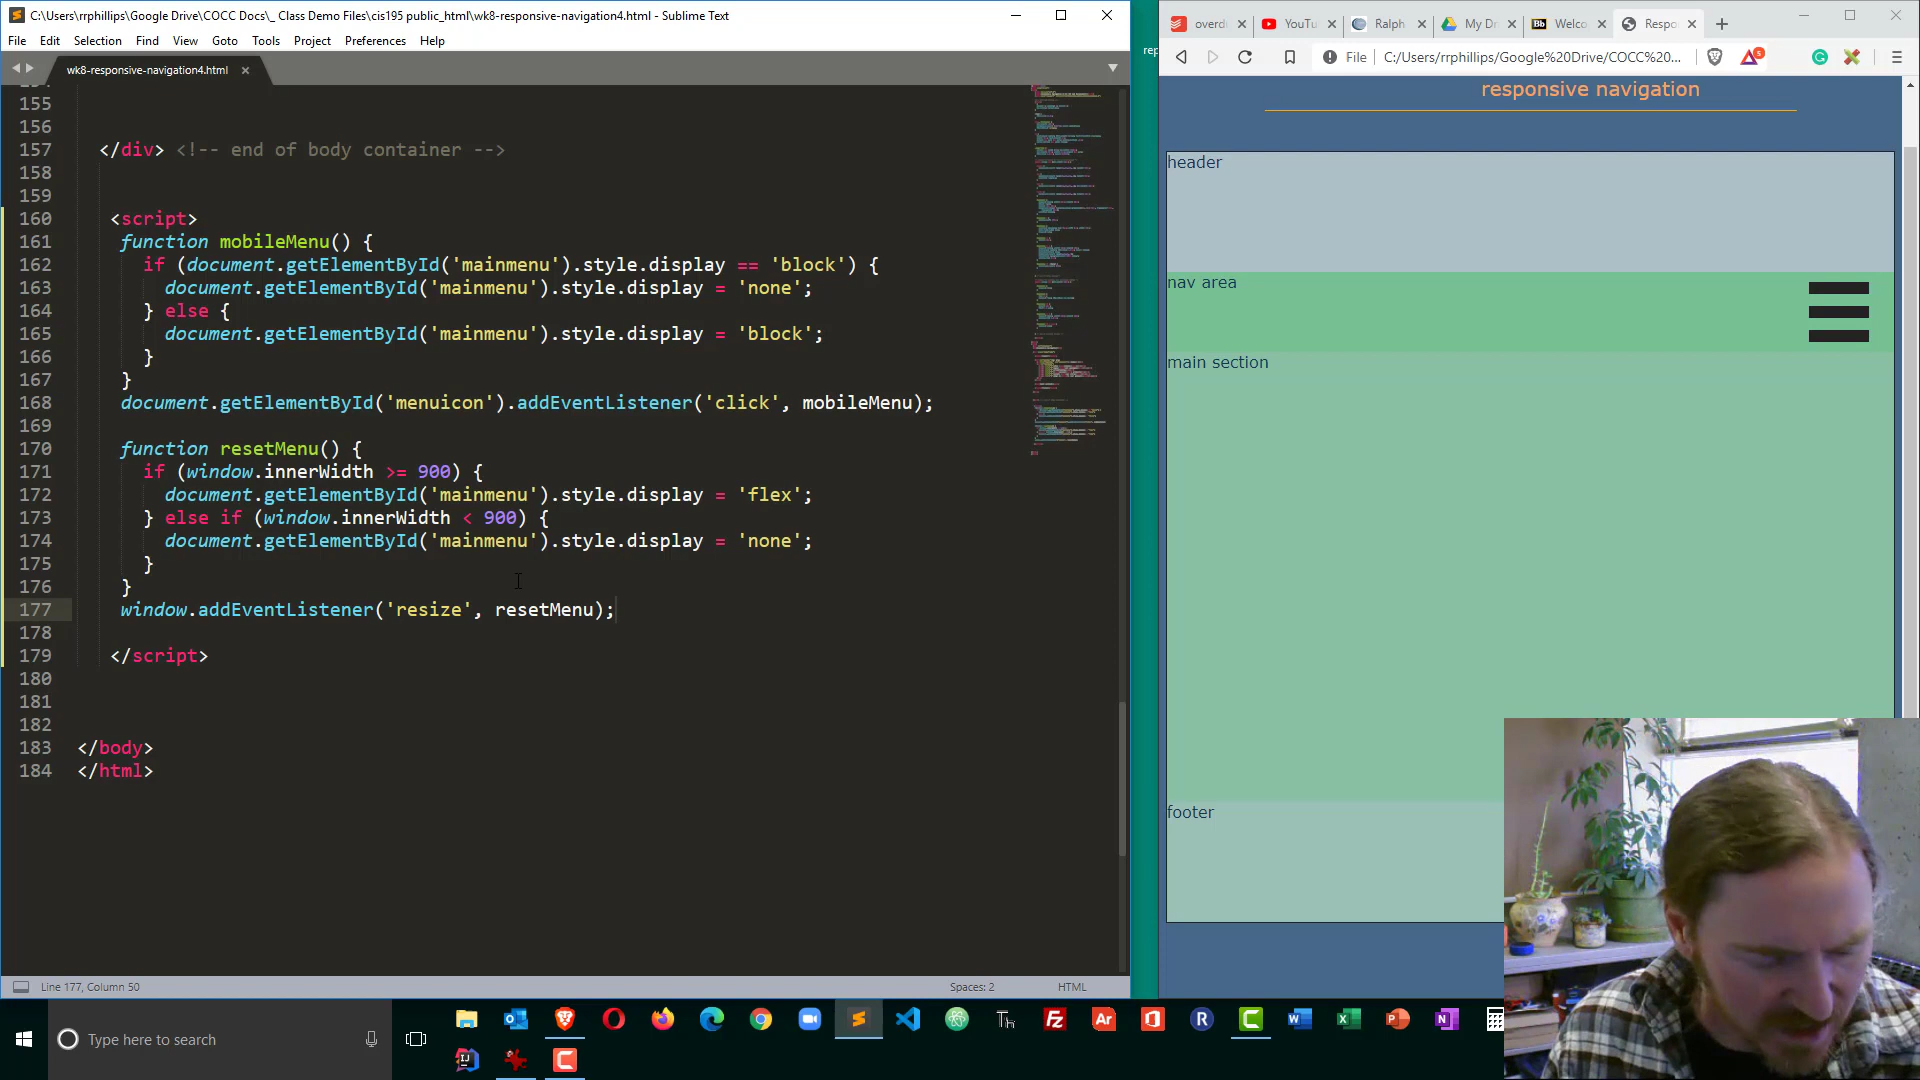 C:\Users\rrphillips\Google Drive\COCC Docs\_ Class Demo Files\cis195 public_html\wk8-responsive-navigation4.html - Sublime Text
File Edit Selection Find View Goto Tools Project Preferences Help
wk8-responsive-navigation4.html
155
156
157 </div> <!-- end of body container -->
158
159
160 <script>
161 function mobileMenu() {
162 if (document.getElementById('mainmenu').style.display == 'block') {
163 document.getElementById('mainmenu').style.display = 'none';
164 } else {
165 document.getElementById('mainmenu').style.display = 'block';
166 }
167 }
168 document.getElementById('menuicon').addEventListener('click', mobileMenu);
169
170 function resetMenu() {
171 if (window.innerWidth >= 900) {
172 document.getElementById('mainmenu').style.display = 'flex';
173 } else if (window.innerWidth < 900) {
174 document.getElementById('mainmenu').style.display = 'none';
175 }
176 }
177 window.addEventListener('resize', resetMenu);
178
179 </script>
180
181
182
183 </body>
184 </html>
Line 177, Column 50
Spaces: 2
HTML
rep
overd
YouTu
Ralph
My Dr
Bb Welco
Respo
File C:/Users/rrphillips/Google%20Drive/COCC%20...
5
responsive navigation
header
nav area
main section
footer
Type here to search